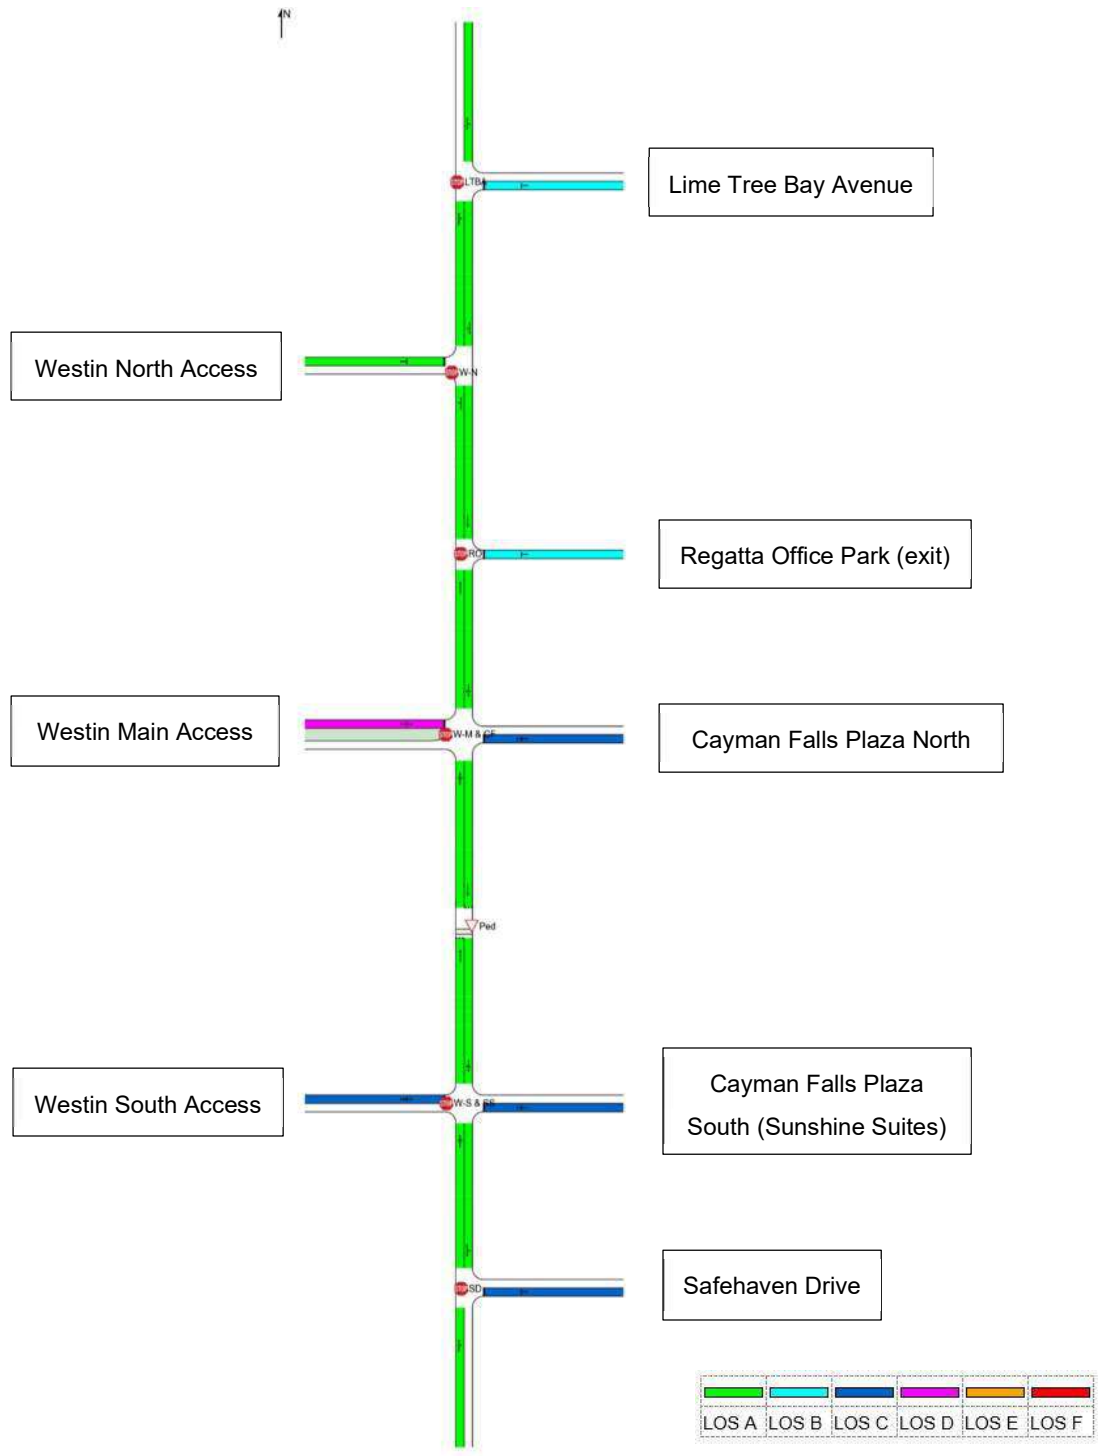 N
LTBA
Lime Tree Bay Avenue
Westin North Access
W-N
RO
Regatta Office Park (exit)
Westin Main Access
W-M & CF
Cayman Falls Plaza North
Ped
Westin South Access
W-S & SS
Cayman Falls Plaza
South (Sunshine Suites)
SD
Safehaven Drive
LOS A LOS B LOS C LOS D LOS E LOS F